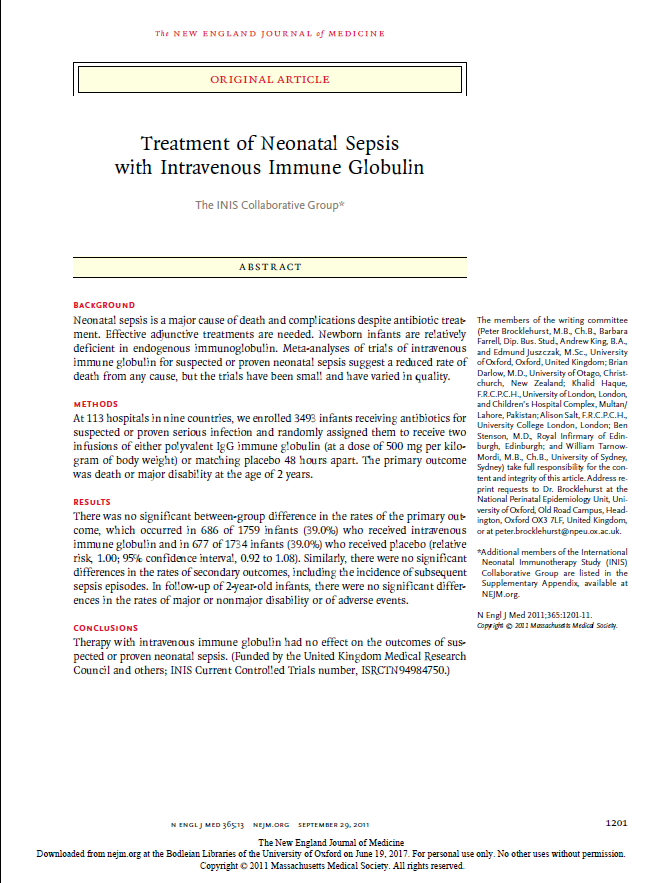 The NEW ENGLAND JOURNAL of MEDICINE
ORIGINAL ARTICLE
Treatment of Neonatal Sepsis
with Intravenous Immune Globulin
The INIS Collaborative Group*
ABSTRACT
BACKGROUND
Neonatal sepsis is a major cause of death and complications despite antibiotic treat-
ment. Effective adjunctive treatments are needed. Newborn infants are relatively
deficient in endogenous immunoglobulin. Meta-analyses of trials of intravenous
immune globulin for suspected or proven neonatal sepsis suggest a reduced rate of
death from any cause, but the trials have been small and have varied in quality.
METHODS
At 113 hospitals in nine countries, we enrolled 3493 infants receiving antibiotics for
suspected or proven serious infection and randomly assigned them to receive two
infusions of either polyvalent IgG immune globulin (at a dose of 500 mg per kilo-
gram of body weight) or matching placebo 48 hours apart. The primary outcome
was death or major disability at the age of 2 years.
RESULTS
There was no significant between-group difference in the rates of the primary out-
come, which occurred in 686 of 1759 infants (39.0%) who received intravenous
immune globulin and in 677 of 1734 infants (39.0%) who received placebo (relative
risk, 1.00; 95% confidence interval, 0.92 to 1.08). Similarly, there were no significant
differences in the rates of secondary outcomes, including the incidence of subsequent
sepsis episodes. In follow-up of 2-year-old infants, there were no significant differ-
ences in the rates of major or nonmajor disability or of adverse events.
CONCLUSIONS
Therapy with intravenous immune globulin had no effect on the outcomes of sus-
pected or proven neonatal sepsis. (Funded by the United Kingdom Medical Research
Council and others; INIS Current Controlled Trials number, ISRCTN94984750.)
The members of the writing committee
(Peter Brocklehurst, M.B., Ch.B., Barbara
Farrell, Dip. Bus. Stud., Andrew King, B.A.,
and Edmund Juszczak, M.Sc., University
of Oxford, Oxford, United Kingdom; Brian
Darlow, M.D., University of Otago, Christ-
church, New Zealand; Khalid Haque,
F.R.C.P.C.H., University of London, London,
and Children's Hospital Complex, Multan/
Lahore, Pakistan; Alison Salt, F.R.C.P.C.H.,
University College London, London; Ben
Stenson, M.D., Royal Infirmary of Edin-
burgh, Edinburgh; and William Tarnow-
Mordi, M.B., Ch.B., University of Sydney,
Sydney) take full responsibility for the con-
tent and integrity of this article. Address re-
print requests to Dr. Brocklehurst at the
National Perinatal Epidemiology Unit, Uni-
versity of Oxford, Old Road Campus, Head-
ington, Oxford OX3 7LF, United Kingdom,
or at peter.brocklehurst@npeu.ox.ac.uk.
*Additional members of the International
Neonatal Immunotherapy Study (INIS)
Collaborative Group are listed in the
Supplementary Appendix, available at
NEJM.org.
N Engl J Med 2011;365:1201-11.
Copyright © 2011 Massachusetts Medical Society.
N ENGL J MED 365;13 NEJM.ORG SEPTEMBER 29, 2011
1201
The New England Journal of Medicine
Downloaded from nejm.org at the Bodleian Libraries of the University of Oxford on June 19, 2017. For personal use only. No other uses without permission.
Copyright © 2011 Massachusetts Medical Society. All rights reserved.